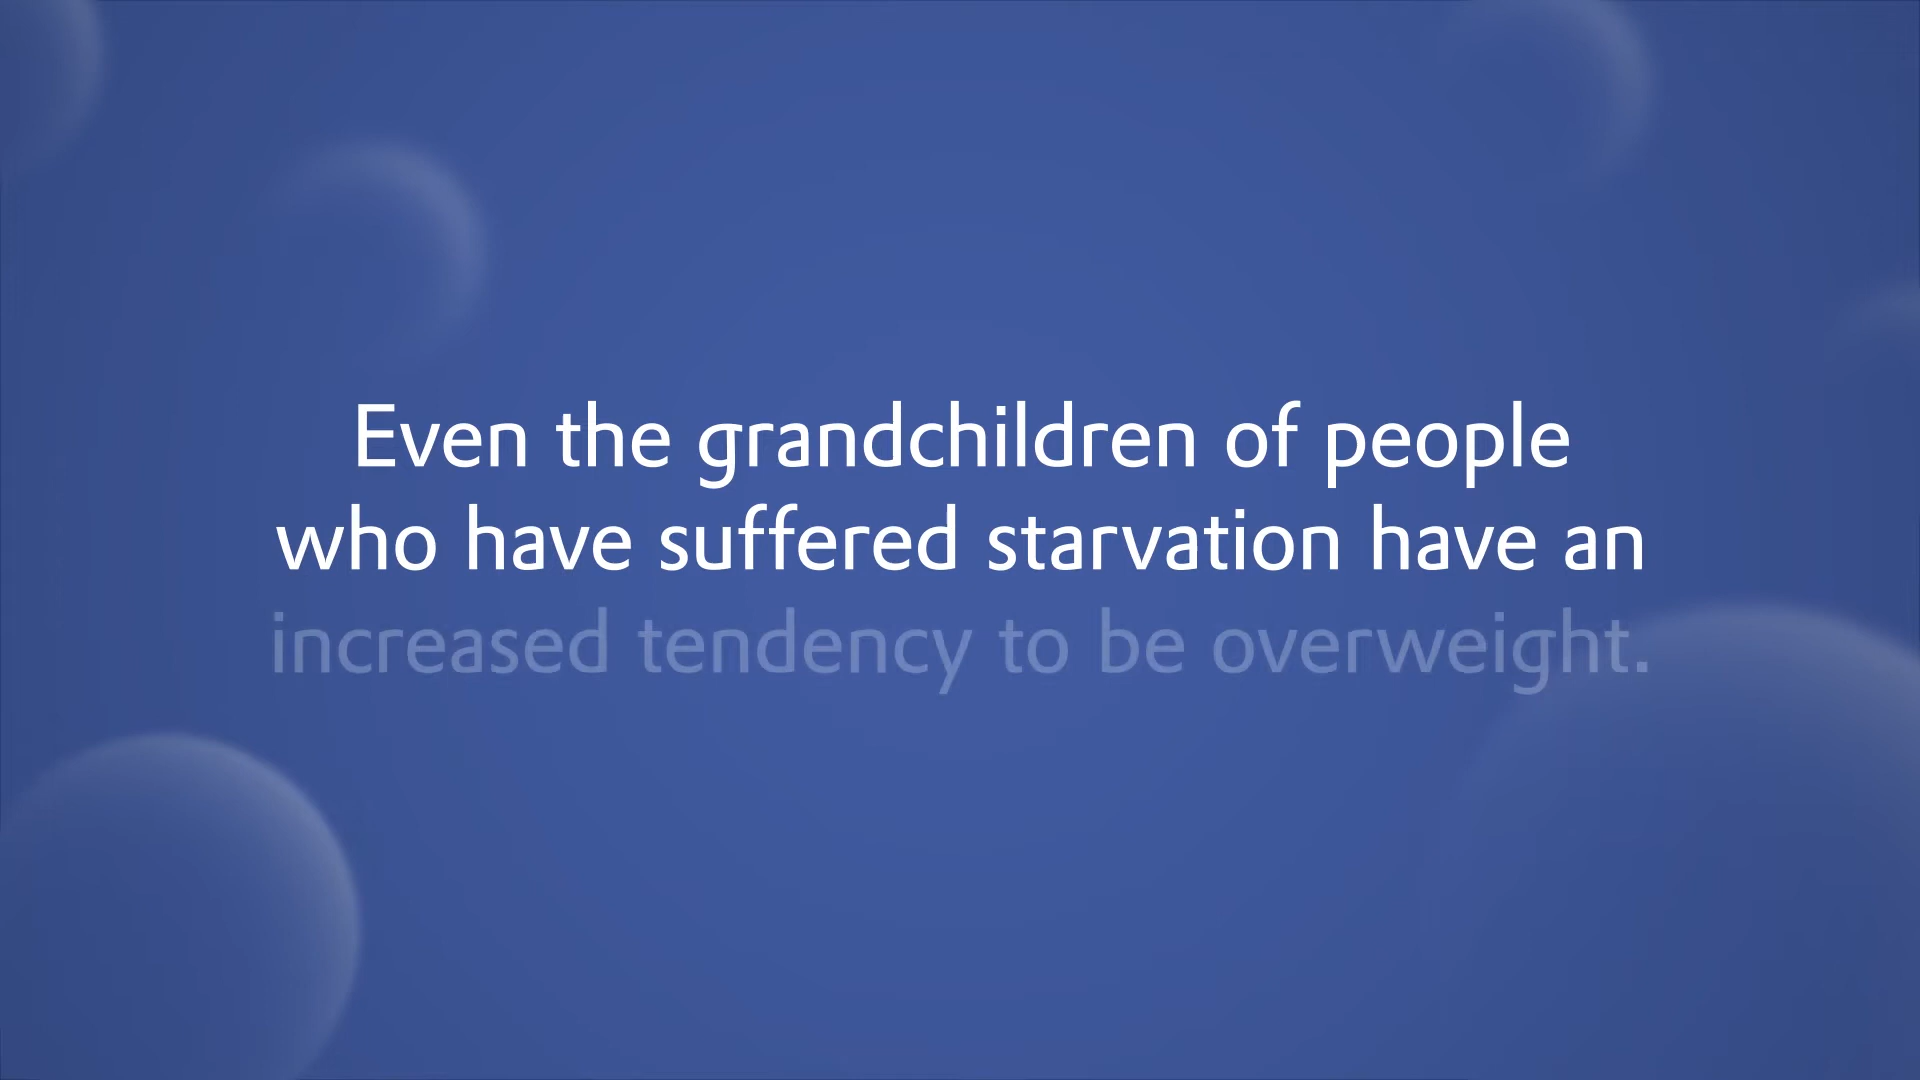 Even the grandchildren of people
who have suffered starvation have an
increased tendency to be overweight.